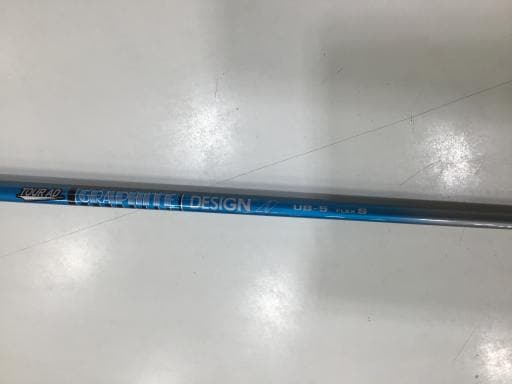 TOUR AD GRAPHITE DESIGN UB-5 FLEX S